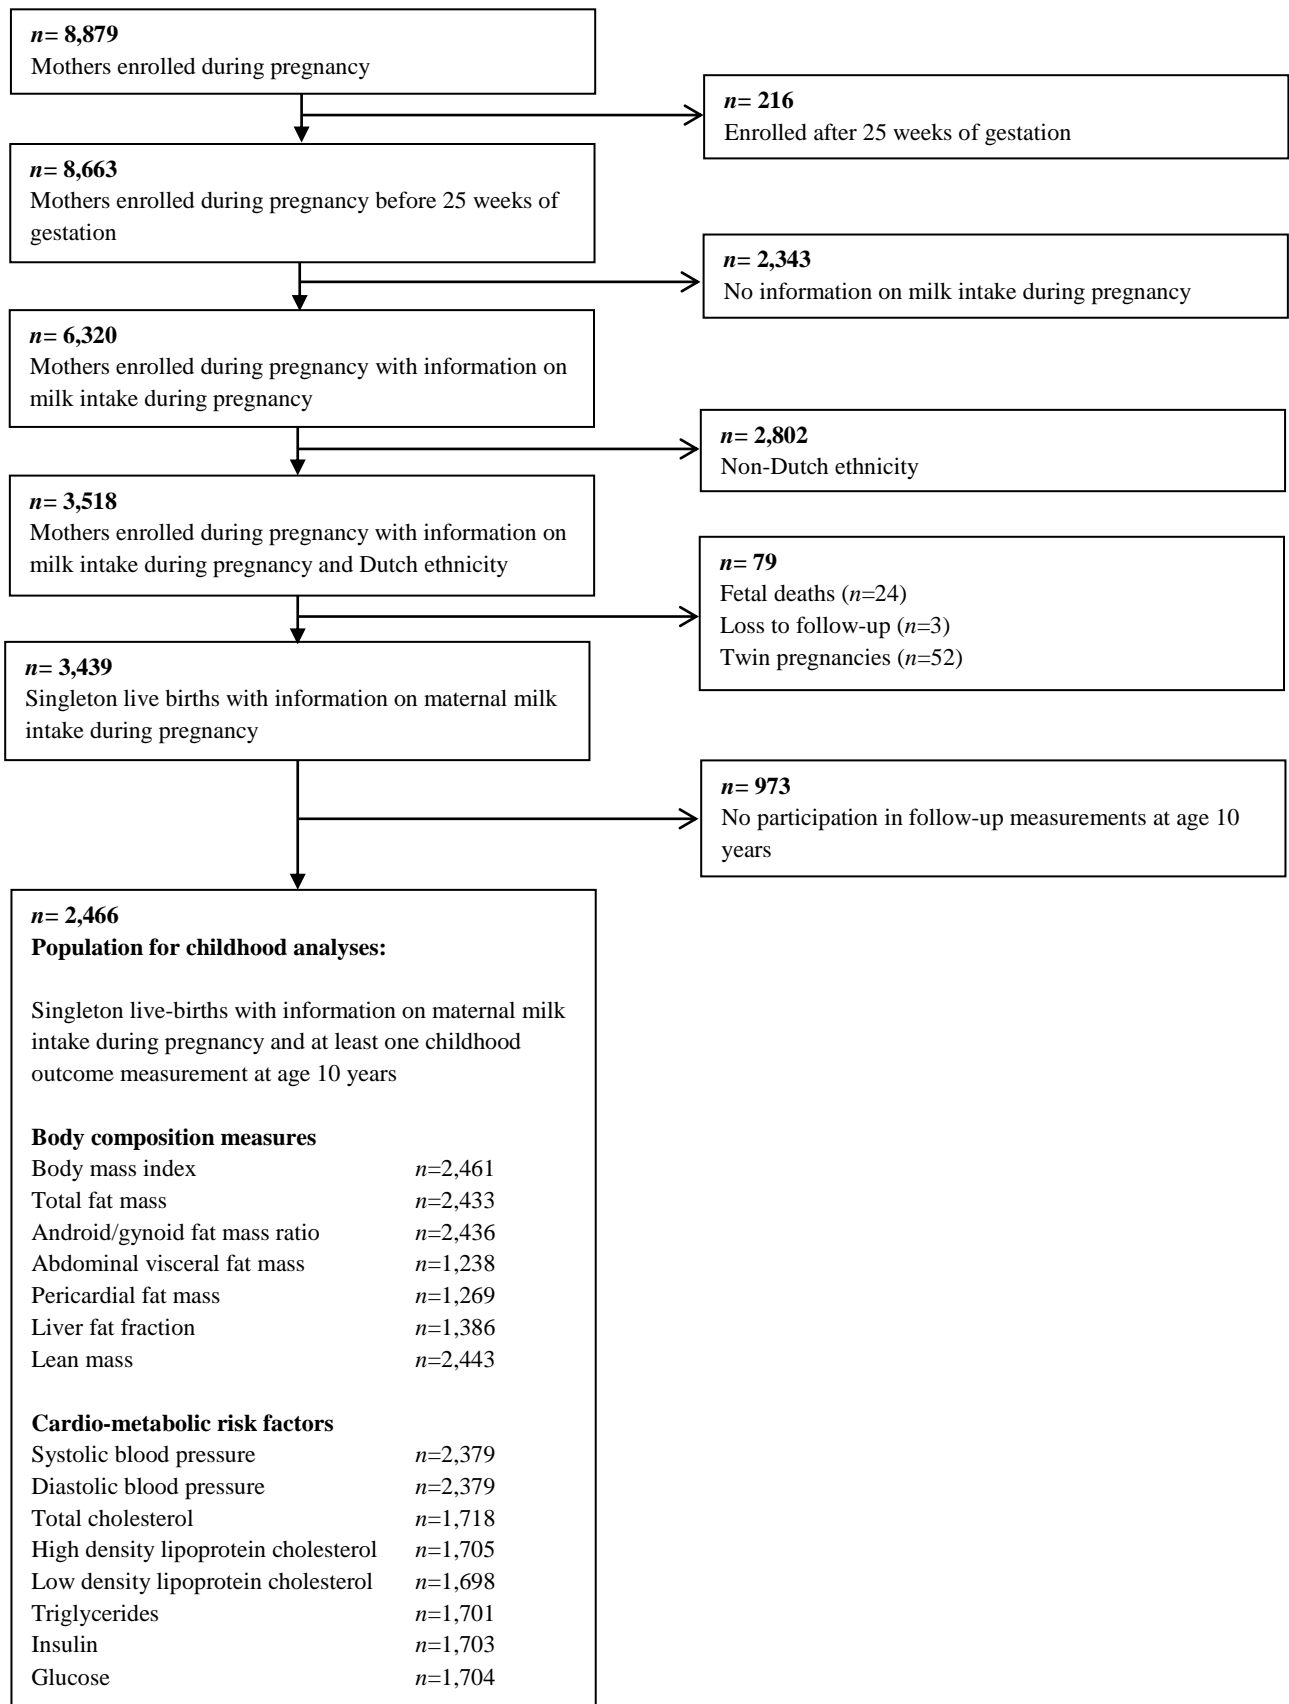 n= 8,879
Mothers enrolled during pregnancy
n= 216
Enrolled after 25 weeks of gestation
n= 8,663
Mothers enrolled during pregnancy before 25 weeks of
gestation
n= 2,343
No information on milk intake during pregnancy
n= 6,320
Mothers enrolled during pregnancy with information on
milk intake during pregnancy
n= 2,802
Non-Dutch ethnicity
n= 3,518
Mothers enrolled during pregnancy with information on
milk intake during pregnancy and Dutch ethnicity
n= 79
Fetal deaths (n=24)
Loss to follow-up (n=3)
Twin pregnancies (n=52)
n= 3,439
Singleton live births with information on maternal milk
intake during pregnancy
n= 973
No participation in follow-up measurements at age 10
years
n= 2,466
Population for childhood analyses:
Singleton live-births with information on maternal milk
intake during pregnancy and at least one childhood
outcome measurement at age 10 years
Body composition measures
Body mass index n=2,461
Total fat mass n=2,433
Android/gynoid fat mass ratio n=2,436
Abdominal visceral fat mass n=1,238
Pericardial fat mass n=1,269
Liver fat fraction n=1,386
Lean mass n=2,443
Cardio-metabolic risk factors
Systolic blood pressure n=2,379
Diastolic blood pressure n=2,379
Total cholesterol n=1,718
High density lipoprotein cholesterol n=1,705
Low density lipoprotein cholesterol n=1,698
Triglycerides n=1,701
Insulin n=1,703
Glucose n=1,704